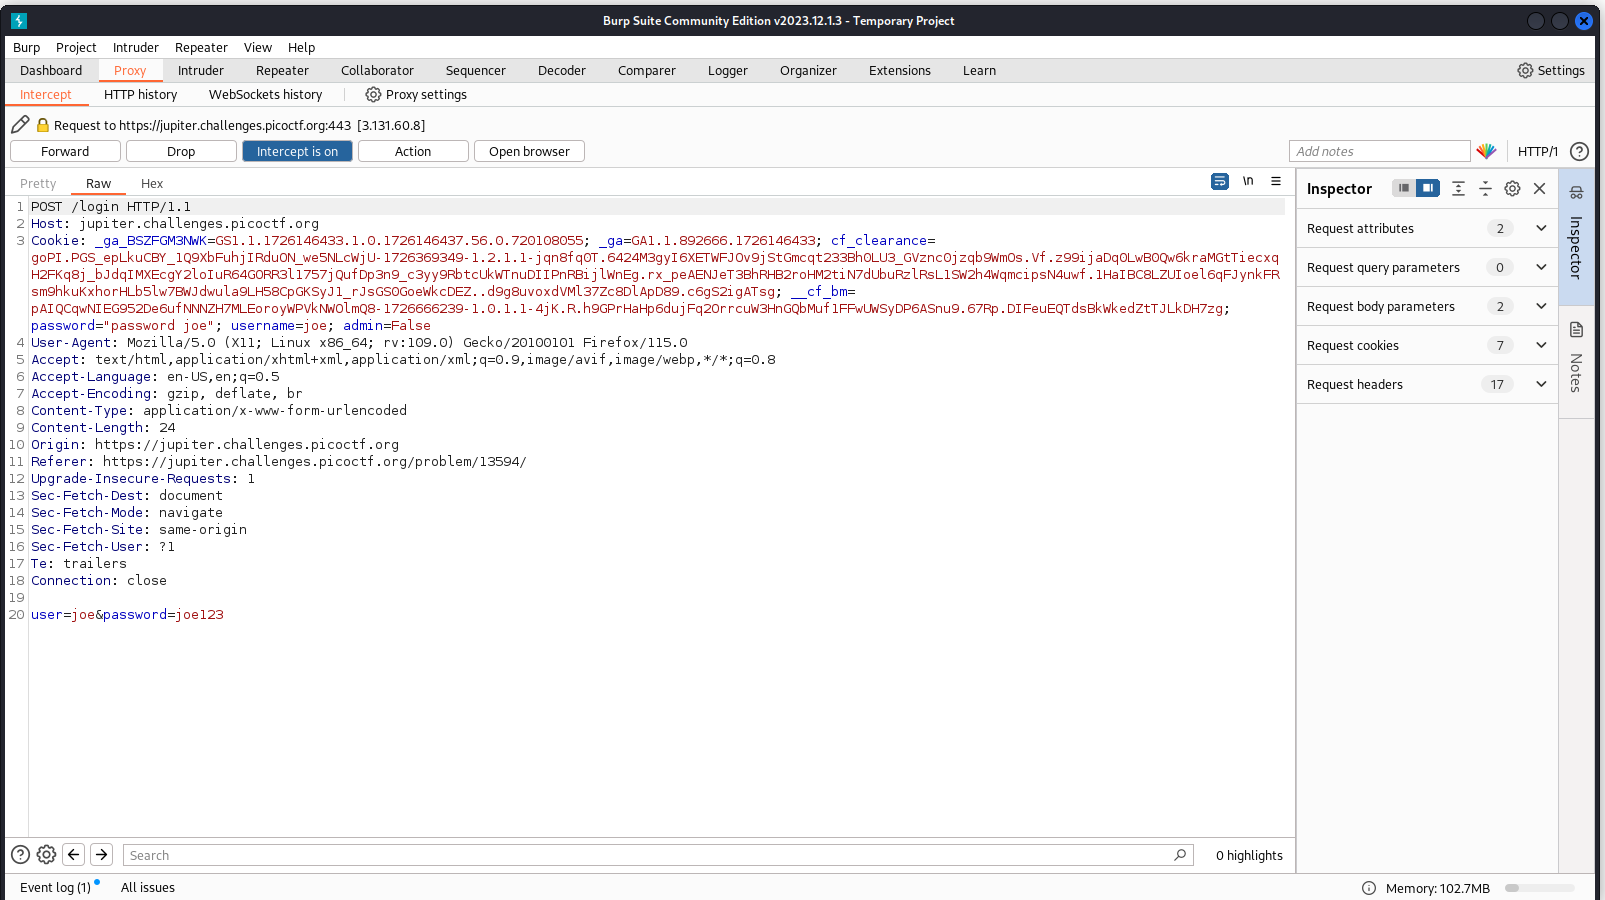 Burp Suite Community Edition v2023.12.1.3 - Temporary Project
Burp Project Intruder Repeater View Help
Dashboard Proxy Intruder Repeater Collaborator Sequencer Decoder Comparer Logger Organizer Extensions Learn Settings
Intercept HTTP history WebSockets history Proxy settings
Request to https://jupiter.challenges.picoctf.org:443 [3.131.60.8]
Forward Drop Intercept is on Action Open browser Add notes HTTP/1 ?
Pretty Raw Hex \n
1 POST /login HTTP/1.1
2 Host: jupiter.challenges.picoctf.org
3 Cookie: _ga_BSZFGM3NWK=GS1.1.1726146433.1.0.1726146437.56.0.720108055; _ga=GA1.1.892666.1726146433; cf_clearance=
goPI.PGS_epLkuCBY_1Q9XbFuhjIRduON_we5NLcWjU-1726369349-1.2.1.1-jqn8fq0T.6424M3gyI6XETWFJOv9jStGmcqt233BhOLU3_GVzncOjzqb9WmOs.Vf.z99ijaDq0LwB0Qw6kraMGtTiecxq
H2FKq8j_bJdqIMXEcgY2loIuR64GORR3l1757jQufDp3n9_c3yy9RbtcUkWTnuDIIPnRBijlWnEg.rx_peAENJeT3BhRHB2roHM2tiN7dUbuRzlRsL1SW2h4WqmcipsN4uwf.1HaIBC8LZUIoel6qFJynkFR
sm9hkuKxhorHLb5lw7BWJdwula9LH58CpGKSyJ1_rJsGSOGoeWkcDEZ..d9g8uvoxdVMl37Zc8DlApD89.c6gS2igATsg; __cf_bm=
pAIQCqwNIEG952De6ufNNNZH7MLEoroyWPVkNWOlmQ8-1726666239-1.0.1.1-4jK.R.h9GPrHaHp6dujFq2OrrcuW3HnGQbMuf1FFwUWSyDP6ASnu9.67Rp.DIFeuEQTdsBkWkedZtTJLkDH7zg;
password="password joe"; username=joe; admin=False
4 User-Agent: Mozilla/5.0 (X11; Linux x86_64; rv:109.0) Gecko/20100101 Firefox/115.0
5 Accept: text/html,application/xhtml+xml,application/xml;q=0.9,image/avif,image/webp,*/*;q=0.8
6 Accept-Language: en-US,en;q=0.5
7 Accept-Encoding: gzip, deflate, br
8 Content-Type: application/x-www-form-urlencoded
9 Content-Length: 24
10 Origin: https://jupiter.challenges.picoctf.org
11 Referer: https://jupiter.challenges.picoctf.org/problem/13594/
12 Upgrade-Insecure-Requests: 1
13 Sec-Fetch-Dest: document
14 Sec-Fetch-Mode: navigate
15 Sec-Fetch-Site: same-origin
16 Sec-Fetch-User: ?1
17 Te: trailers
18 Connection: close
19
20 user=joe&password=joe123
Inspector
Request attributes 2
Request query parameters 0
Request body parameters 2
Request cookies 7
Request headers 17
Inspector
Notes
? Search 0 highlights
Event log (1) All issues Memory: 102.7MB